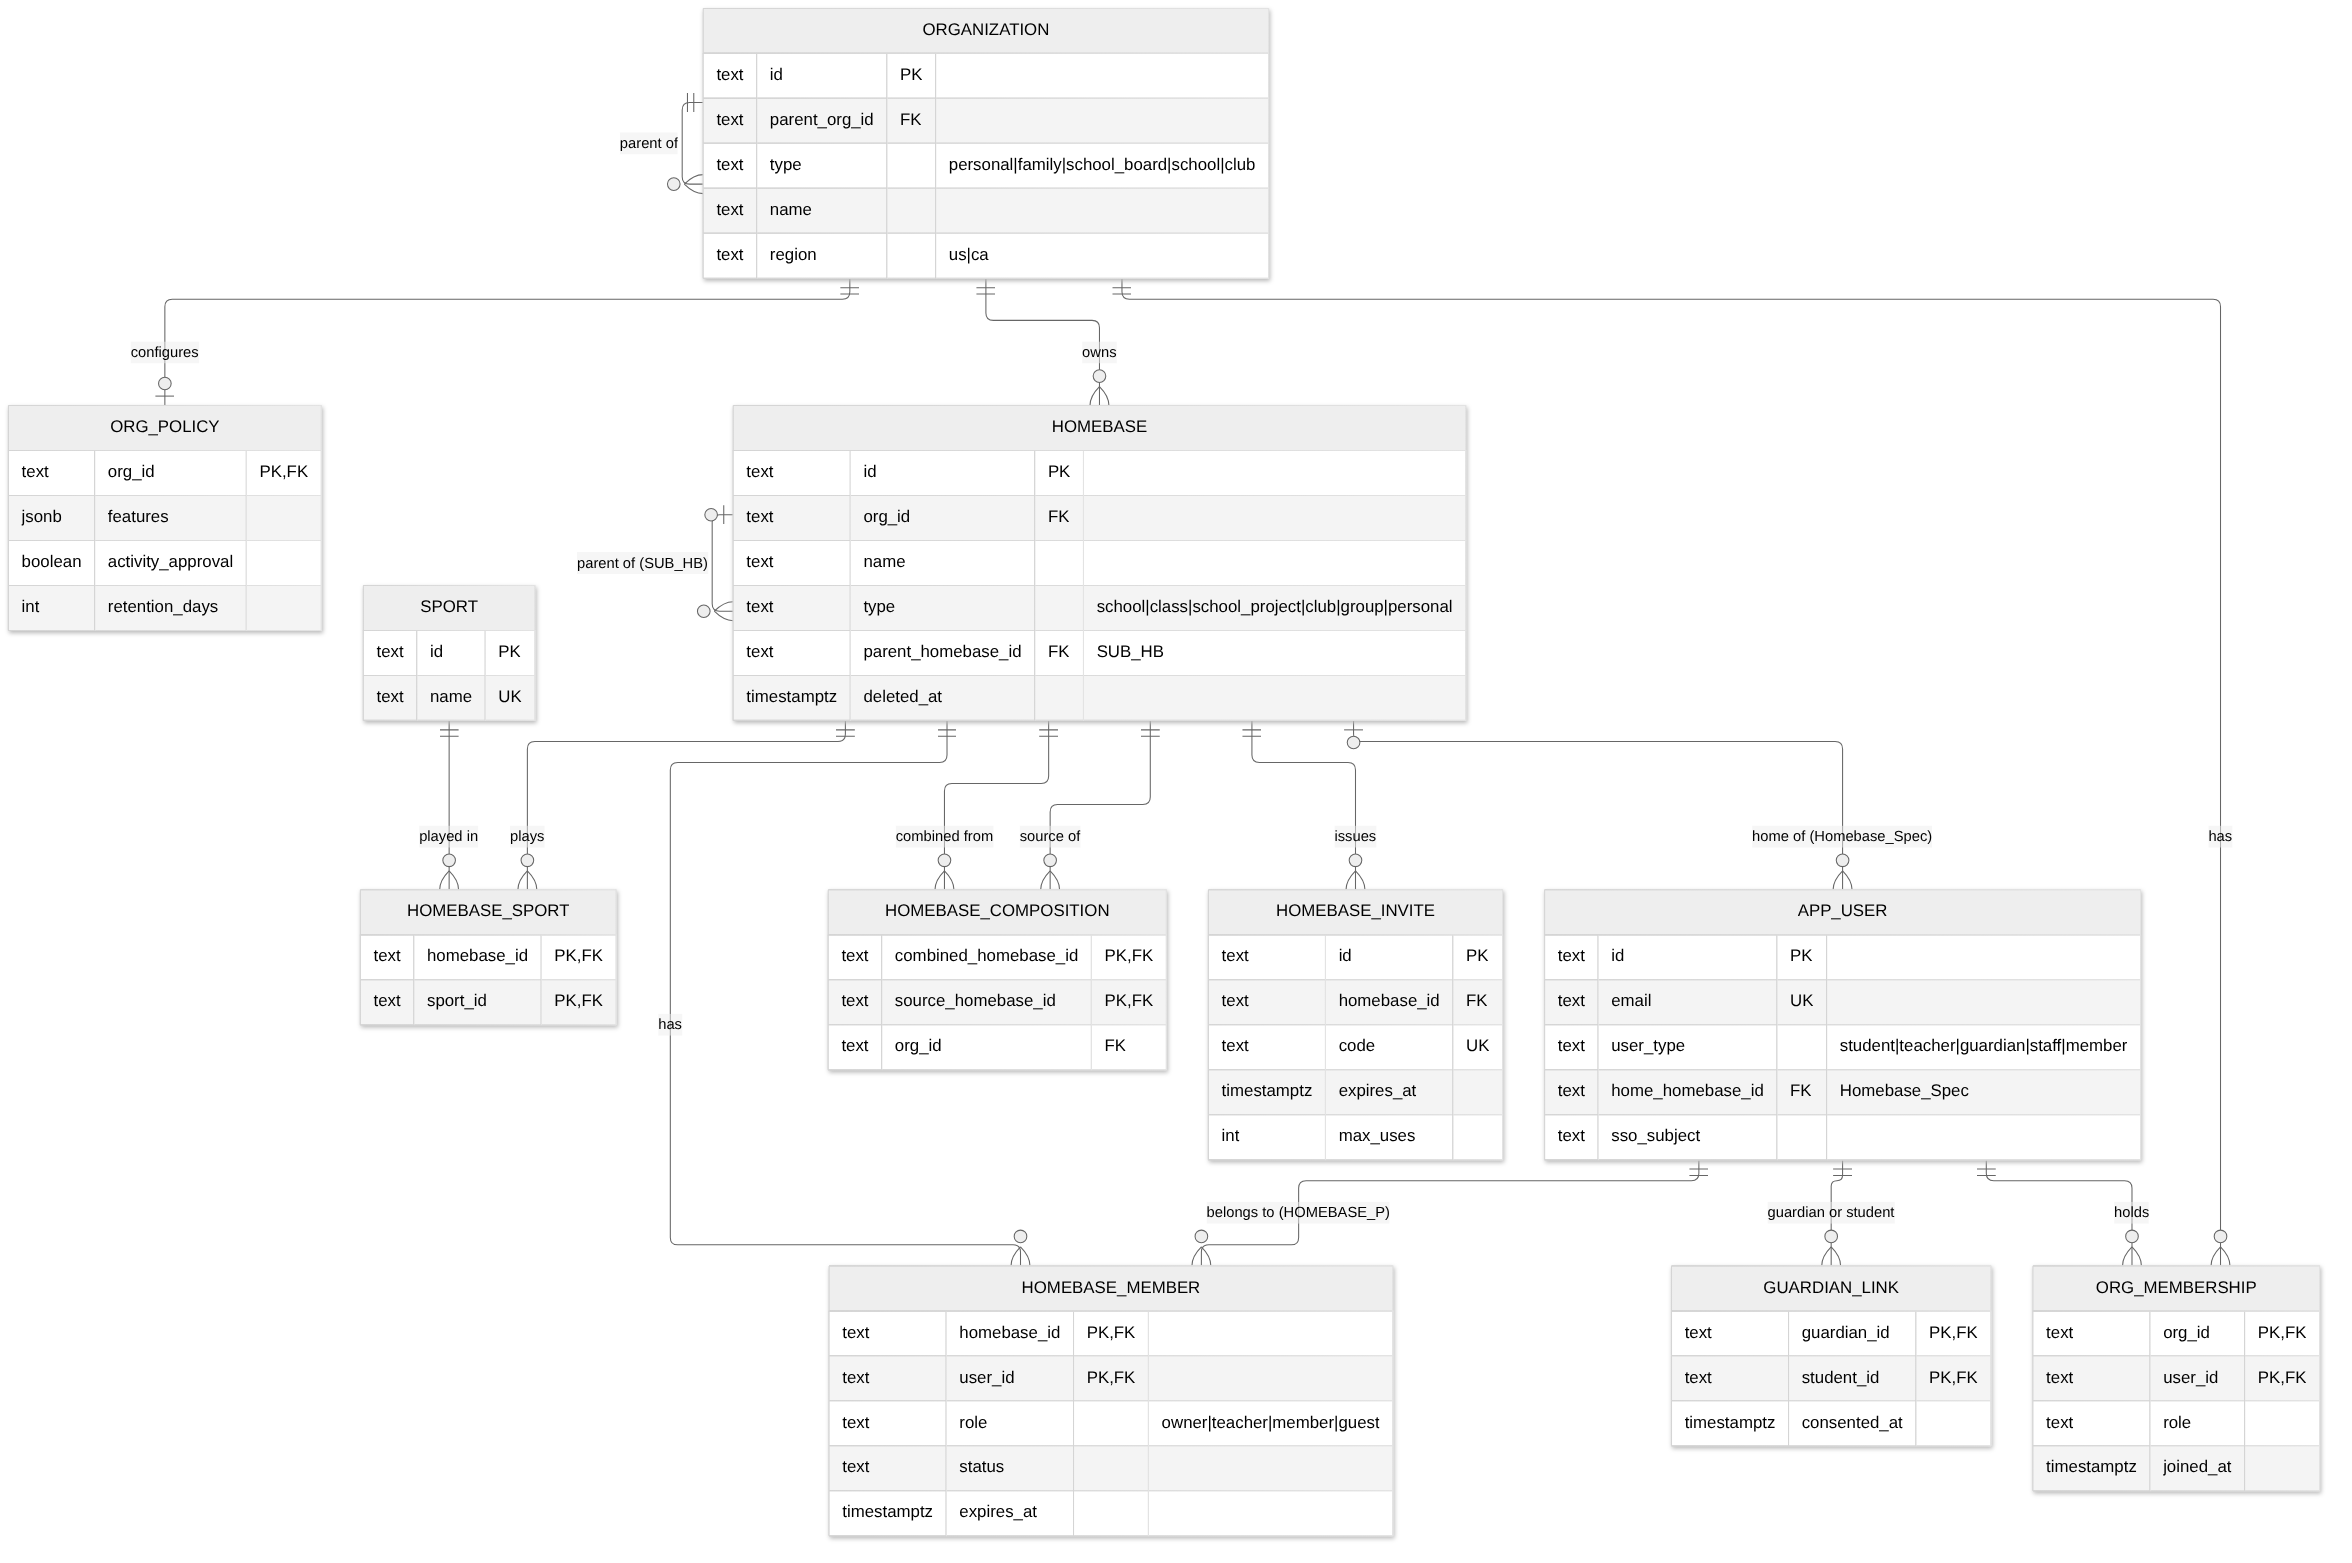 ORGANIZATION
text id PK
text parent_org_id FK
text type personal|family|school_board|school|club
text name
text region us|ca
parent of
configures
owns
ORG_POLICY
text org_id PK,FK
jsonb features
boolean activity_approval
int retention_days
HOMEBASE
text id PK
text org_id FK
text name
text type school|class|school_project|club|group|personal
text parent_homebase_id FK SUB_HB
timestamptz deleted_at
parent of (SUB_HB)
SPORT
text id PK
text name UK
played in
plays
combined from
source of
issues
home of (Homebase_Spec)
has
HOMEBASE_SPORT
text homebase_id PK,FK
text sport_id PK,FK
has
HOMEBASE_COMPOSITION
text combined_homebase_id PK,FK
text source_homebase_id PK,FK
text org_id FK
HOMEBASE_INVITE
text id PK
text homebase_id FK
text code UK
timestamptz expires_at
int max_uses
APP_USER
text id PK
text email UK
text user_type student|teacher|guardian|staff|member
text home_homebase_id FK Homebase_Spec
text sso_subject
belongs to (HOMEBASE_P)
guardian or student
holds
HOMEBASE_MEMBER
text homebase_id PK,FK
text user_id PK,FK
text role owner|teacher|member|guest
text status
timestamptz expires_at
GUARDIAN_LINK
text guardian_id PK,FK
text student_id PK,FK
timestamptz consented_at
ORG_MEMBERSHIP
text org_id PK,FK
text user_id PK,FK
text role
timestamptz joined_at